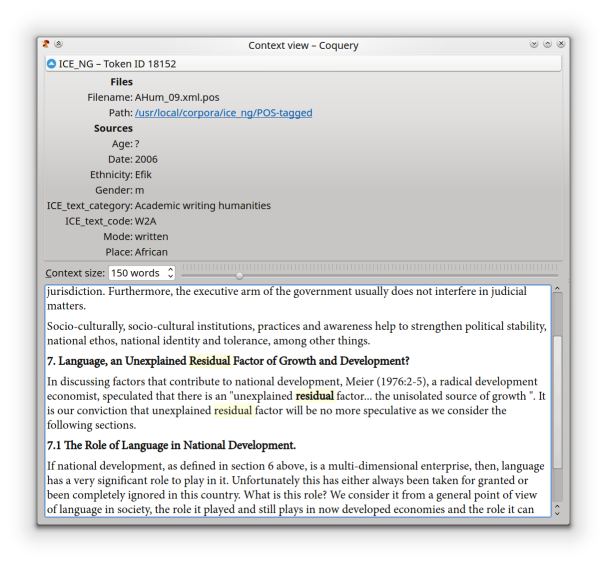 Context view – Coquery
ICE_NG – Token ID 18152
Files
Filename: AHum_09.xml.pos
Path: /usr/local/corpora/ice_ng/POS-tagged
Sources
Age: ?
Date: 2006
Ethnicity: Efik
Gender: m
ICE_text_category: Academic writing humanities
ICE_text_code: W2A
Mode: written
Place: African
Context size: 150 words
jurisdiction. Furthermore, the executive arm of the government usually does not interfere in judicial
matters.
Socio-culturally, socio-cultural institutions, practices and awareness help to strengthen political stability,
national ethos, national identity and tolerance, among other things.
7. Language, an Unexplained Residual Factor of Growth and Development?
In discussing factors that contribute to national development, Meier (1976:2-5), a radical development
economist, speculated that there is an "unexplained residual factor... the unisolated source of growth ". It
is our conviction that unexplained residual factor will be no more speculative as we consider the
following sections.
7.1 The Role of Language in National Development.
If national development, as defined in section 6 above, is a multi-dimensional enterprise, then, language
has a very significant role to play in it. Unfortunately this has either always been taken for granted or
been completely ignored in this country. What is this role? We consider it from a general point of view
of language in society, the role it played and still plays in now developed economies and the role it can